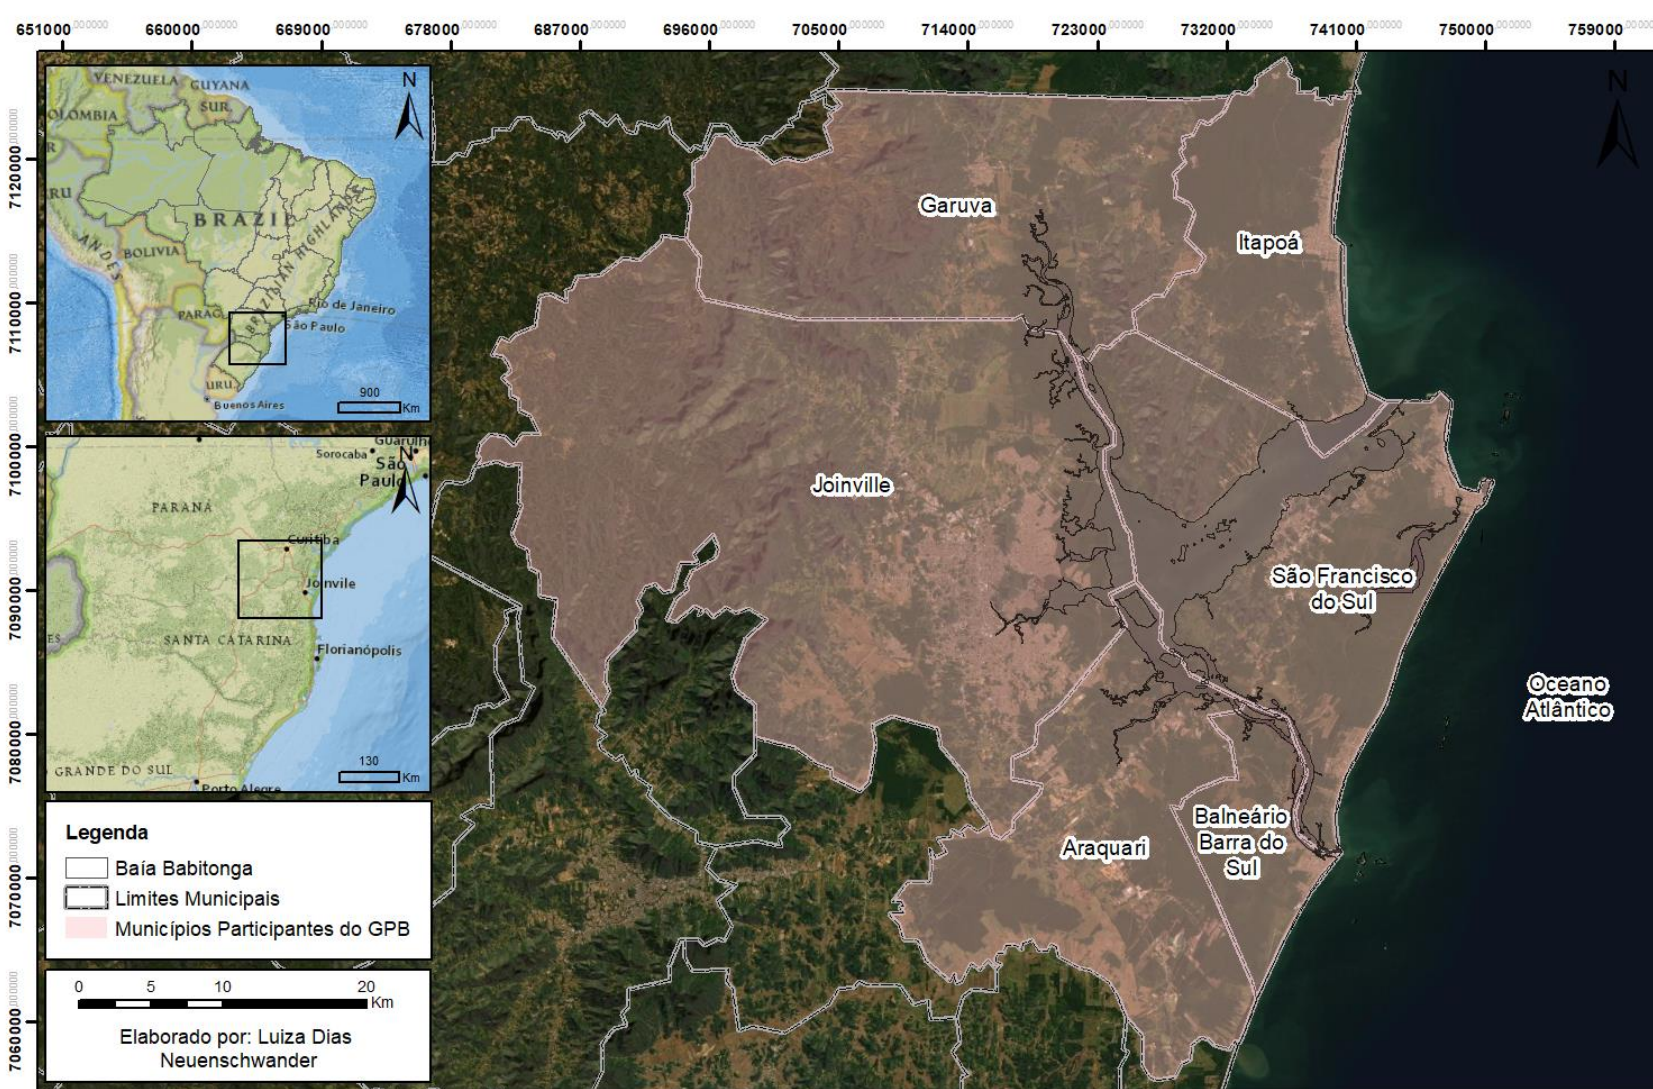 651000 660000 669000 678000 687000 696000 705000 714000 723000 732000 741000 750000 759000
7120000
7110000
7100000
7090000
7080000
7070000
7060000
N
VENEZUELA
GUYANA
SUR.
OLOMBIA
R
RU
BRAZIL
ANDES
BOLIVIA
BRAZILIAN HIGHLANDS
PARAG.
Rio de Janeiro
São Paulo
URU.
Buenos Aires
900
Km
Guarulh
Sorocaba
São
Paulo
N
PARANÁ
Curitiba
Joinvile
ES
SANTA CATARINA
Florianópolis
GRANDE DO SUL
Porto Alegre
130
Km
Legenda
Baía Babitonga
Limites Municipais
Municípios Participantes do GPB
0 5 10 20
Km
Elaborado por: Luiza Dias
Neuenschwander
N
Garuva
Itapoá
Joinville
São Francisco
do Sul
Oceano
Atlântico
Balneário
Barra do
Sul
Araquari